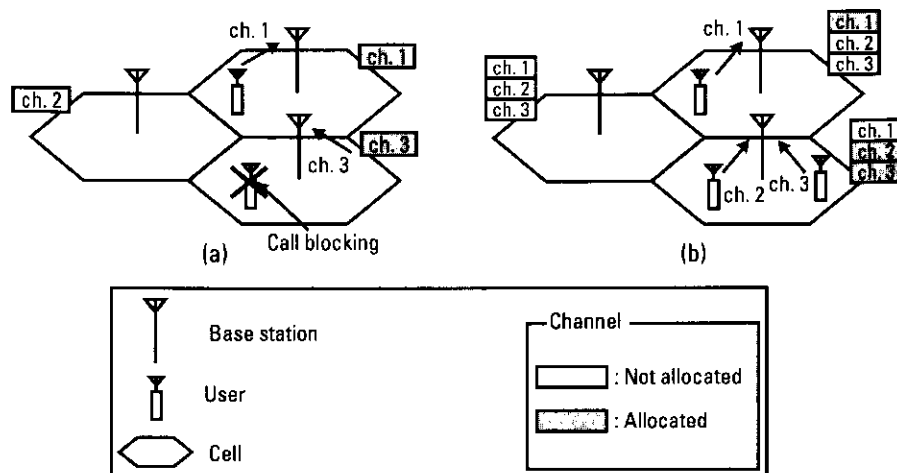 ch. 1
ch. 1
ch. 2
ch. 3
ch. 3
Call blocking
(a)
ch. 1
ch. 1
ch. 2
ch. 3
ch. 1
ch. 2
ch. 3
ch. 1
ch. 2
ch. 3
ch. 2
ch. 3
(b)
Base station
User
Cell
Channel
: Not allocated
: Allocated